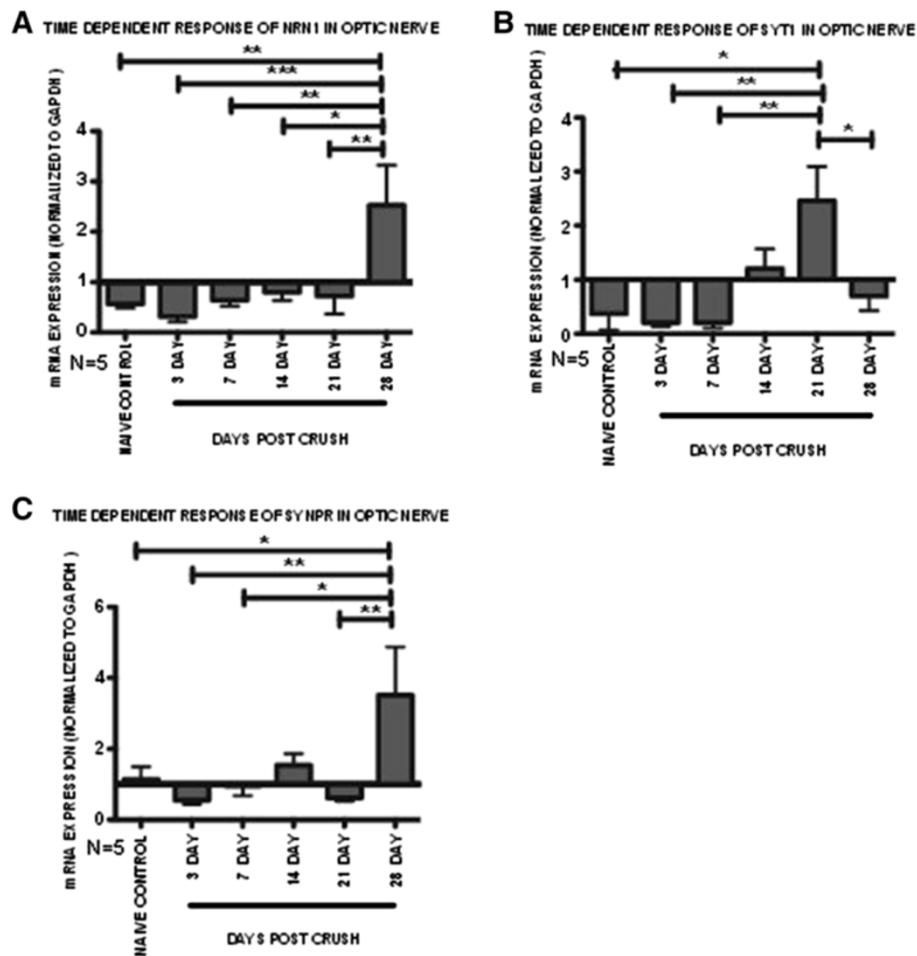 A TIME DEPENDENT RESPONSE OF NRN1 IN OPTIC NERVE
mRNA EXPRESSION (NORMALIZED TO GAPDH)
**
***
**
*
**
4
3
2
1
0
N=5
NAIVE CONTROL
3 DAY
7 DAY
14 DAY
21 DAY
28 DAY
DAYS POST CRUSH
B TIME DEPENDENT RESPONSE OF SYT1 IN OPTIC NERVE
mRNA EXPRESSION (NORMALIZED TO GAPDH)
*
**
**
*
4
3
2
1
0
N=5
NAIVE CONTROL
3 DAY
7 DAY
14 DAY
21 DAY
28 DAY
DAYS POST CRUSH
C TIME DEPENDENT RESPONSE OF SYNPR IN OPTIC NERVE
mRNA EXPRESSION (NORMALIZED TO GAPDH)
*
**
*
**
6
4
2
0
N=5
NAIVE CONTROL
3 DAY
7 DAY
14 DAY
21 DAY
28 DAY
DAYS POST CRUSH